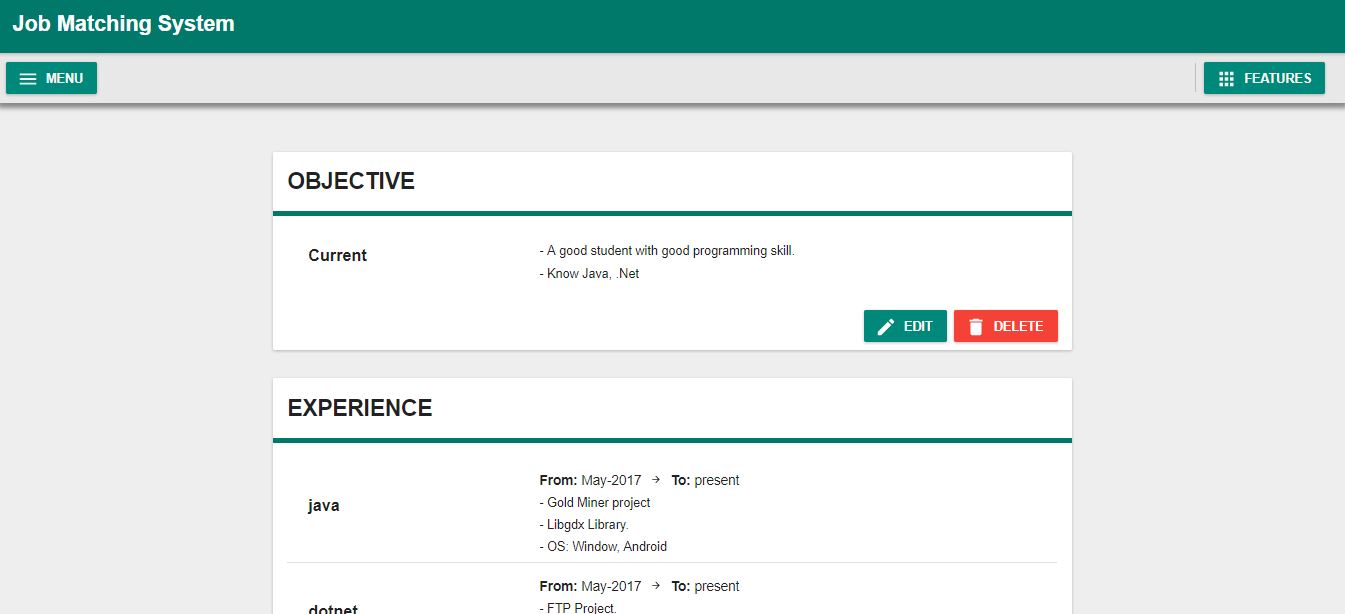 Job Matching System
MENU
FEATURES
OBJECTIVE
Current
- A good student with good programming skill.
- Know Java, .Net
EDIT
DELETE
EXPERIENCE
java
From: May-2017 → To: present
- Gold Miner project
- Libgdx Library.
- OS: Window, Android
dotnet
From: May-2017 → To: present
- FTP Project.